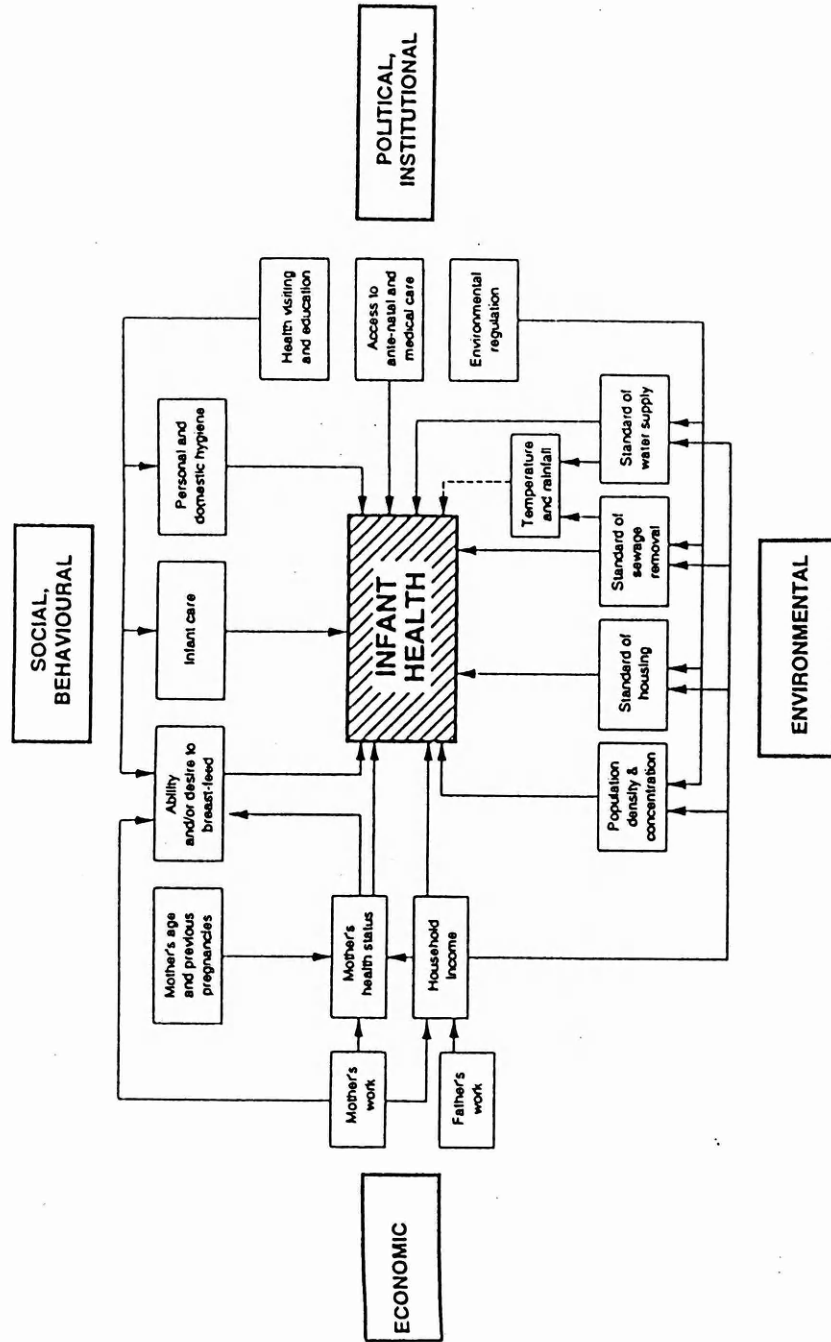 SOCIAL,
BEHAVIOURAL
Mother's age
and previous
pregnancies
Ability
and/or desire to
breast-feed
Infant care
Personal and
domestic hygiene
Health visiting
and education
ECONOMIC
Mother's
work
Mother's
health status
INFANT
HEALTH
Access to
ante-natal and
medical care
POLITICAL,
INSTITUTIONAL
Father's
work
Household
Income
Environmental
regulation
Temperature
and rainfall
Population
density &
concentration
Standard of
housing
Standard of
sewage
removal
Standard of
water supply
ENVIRONMENTAL